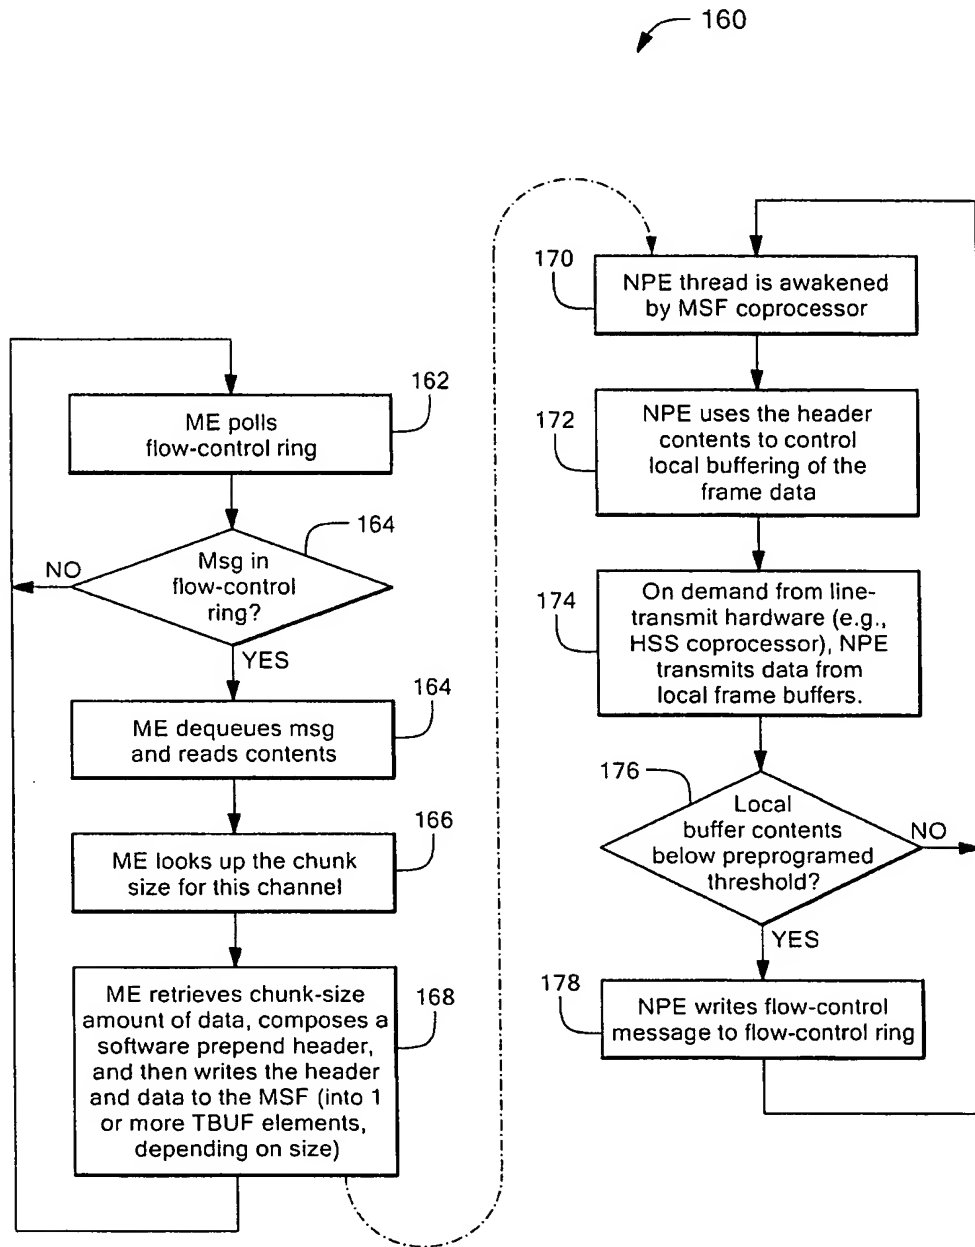 160
162
ME polls
flow-control ring
164
Msg in
flow-control
ring?
NO
YES
164
ME dequeues msg
and reads contents
166
ME looks up the chunk
size for this channel
168
ME retrieves chunk-size
amount of data, composes a
software prepend header,
and then writes the header
and data to the MSF (into 1
or more TBUF elements,
depending on size)
170
NPE thread is awakened
by MSF coprocessor
172
NPE uses the header
contents to control
local buffering of the
frame data
174
On demand from line-
transmit hardware (e.g.,
HSS coprocessor), NPE
transmits data from
local frame buffers.
176
Local
buffer contents
below preprogramed
threshold?
NO
YES
178
NPE writes flow-control
message to flow-control ring